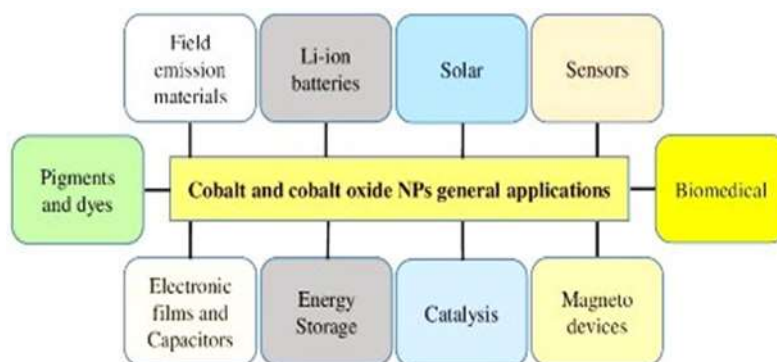 Field
emission
materials
Li-ion
batteries
Solar
Sensors
Pigments
and dyes
Cobalt and cobalt oxide NPs general applications
Biomedical
Electronic
films and
Capacitors
Energy
Storage
Catalysis
Magneto
devices